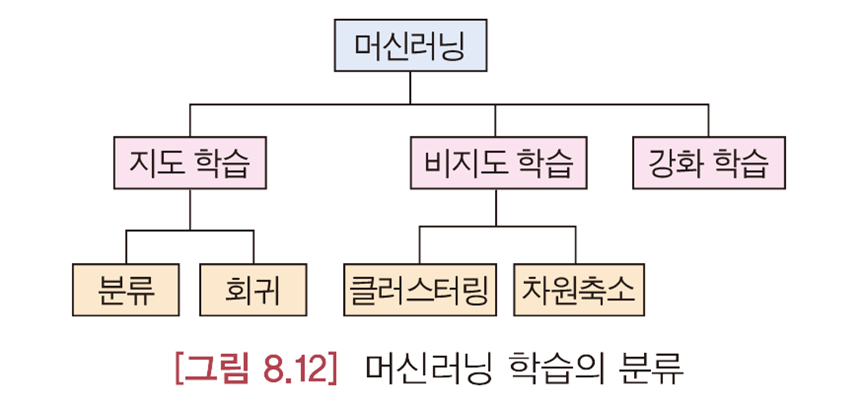 머신러닝
지도 학습
비지도 학습
강화 학습
분류
회귀
클러스터링
차원축소
[그림 8.12] 머신러닝 학습의 분류